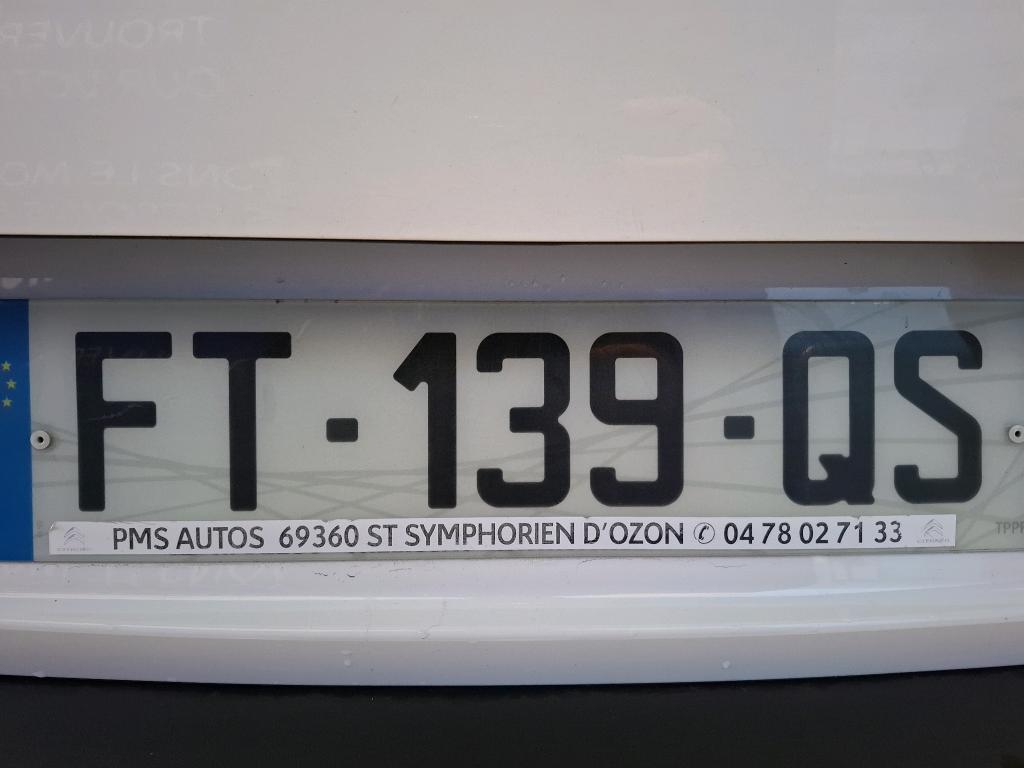 FT-139-QS
PMS AUTOS 69360 ST SYMPHORIEN D'OZON ✆ 04 78 02 71 33